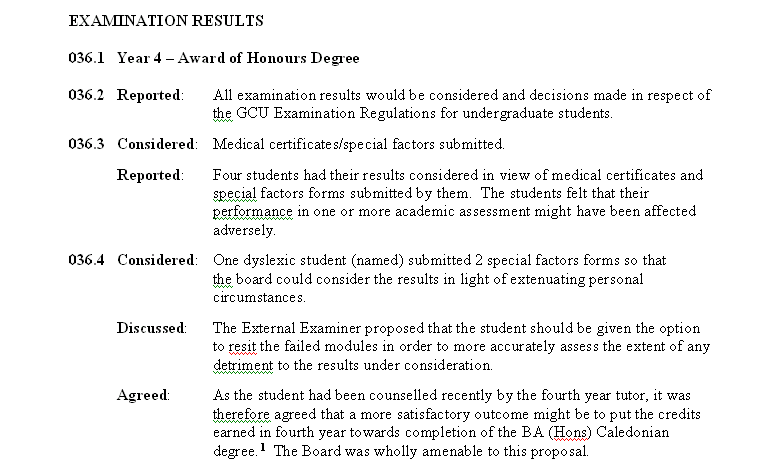 EXAMINATION RESULTS
036.1 Year 4 – Award of Honours Degree
036.2 Reported: All examination results would be considered and decisions made in respect of
the GCU Examination Regulations for undergraduate students.
036.3 Considered: Medical certificates/special factors submitted.
Reported: Four students had their results considered in view of medical certificates and
special factors forms submitted by them. The students felt that their
performance in one or more academic assessment might have been affected
adversely.
036.4 Considered: One dyslexic student (named) submitted 2 special factors forms so that
the board could consider the results in light of extenuating personal
circumstances.
Discussed: The External Examiner proposed that the student should be given the option
to resit the failed modules in order to more accurately assess the extent of any
detriment to the results under consideration.
Agreed: As the student had been counselled recently by the fourth year tutor, it was
therefore agreed that a more satisfactory outcome might be to put the credits
earned in fourth year towards completion of the BA (Hons) Caledonian
degree.1 The Board was wholly amenable to this proposal.